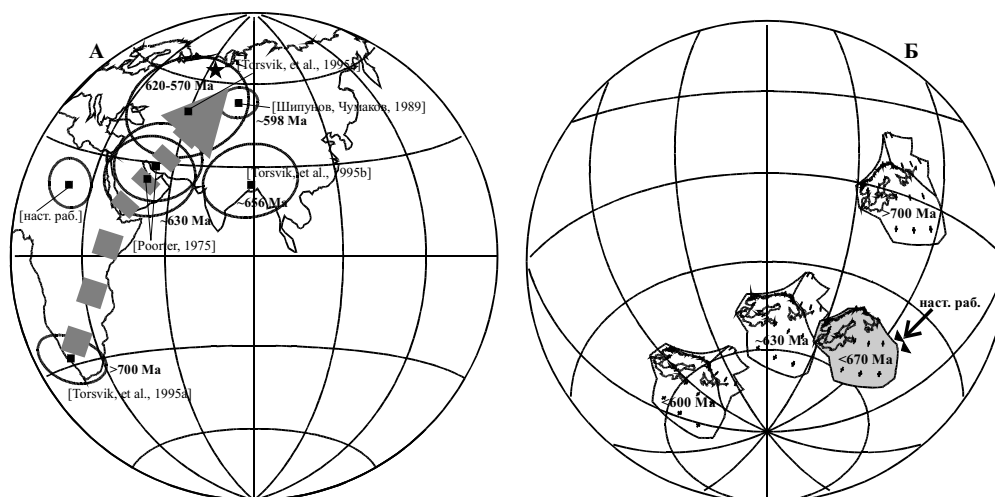 А
Б
[Torsvik, et al., 1995a]
620-570 Ma
[Шипунов, Чумаков, 1989]
~598 Ma
[Torsvik, et al., 1995b]
~656 Ma
[наст. раб.]
~630 Ma
[Poorter, 1975]
>700 Ma
[Torsvik, et al., 1995a]
>700 Ma
наст. раб.
~630 Ma
<670 Ma
<600 Ma